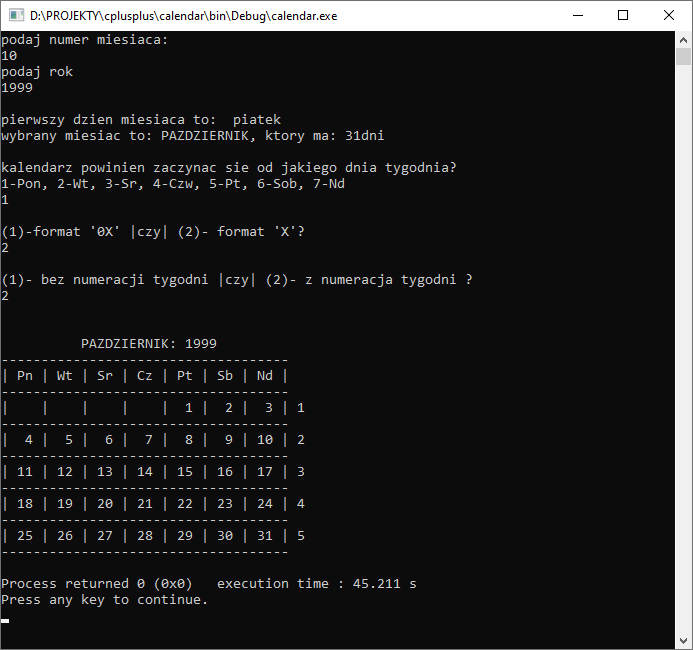 D:\PROJEKTY\cplusplus\calendar\bin\Debug\calendar.exe
podaj numer miesiaca:
10
podaj rok
1999
pierwszy dzien miesiaca to:  piatek
wybrany miesiac to: PAZDZIERNIK, ktory ma: 31dni
kalendarz powinien zaczynac sie od jakiego dnia tygodnia?
1-Pon, 2-Wt, 3-Sr, 4-Czw, 5-Pt, 6-Sob, 7-Nd
1
(1)-format '0X' |czy| (2)- format 'X'?
2
(1)- bez numeracji tygodni |czy| (2)- z numeracja tygodni ?
2
          PAZDZIERNIK: 1999
------------------------------------
| Pn | Wt | Sr | Cz | Pt | Sb | Nd |
------------------------------------
|    |    |    |    |  1 |  2 |  3 | 1
------------------------------------
|  4 |  5 |  6 |  7 |  8 |  9 | 10 | 2
------------------------------------
| 11 | 12 | 13 | 14 | 15 | 16 | 17 | 3
------------------------------------
| 18 | 19 | 20 | 21 | 22 | 23 | 24 | 4
------------------------------------
| 25 | 26 | 27 | 28 | 29 | 30 | 31 | 5
------------------------------------
Process returned 0 (0x0)   execution time : 45.211 s
Press any key to continue.